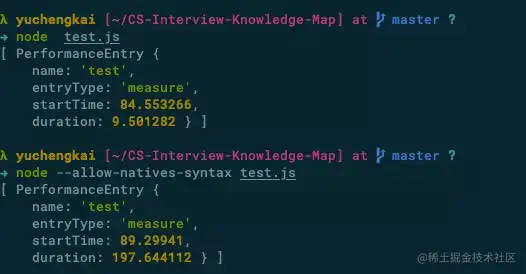 λ yuchengkai [~/CS-Interview-Knowledge-Map] at master ?
→ node test.js
[ PerformanceEntry {
name: 'test',
entryType: 'measure',
startTime: 84.553266,
duration: 9.501282 } ]
λ yuchengkai [~/CS-Interview-Knowledge-Map] at master ?
→ node --allow-natives-syntax test.js
[ PerformanceEntry {
name: 'test',
entryType: 'measure',
startTime: 89.29941,
duration: 197.644112 } ]
@稀土掘金技术社区